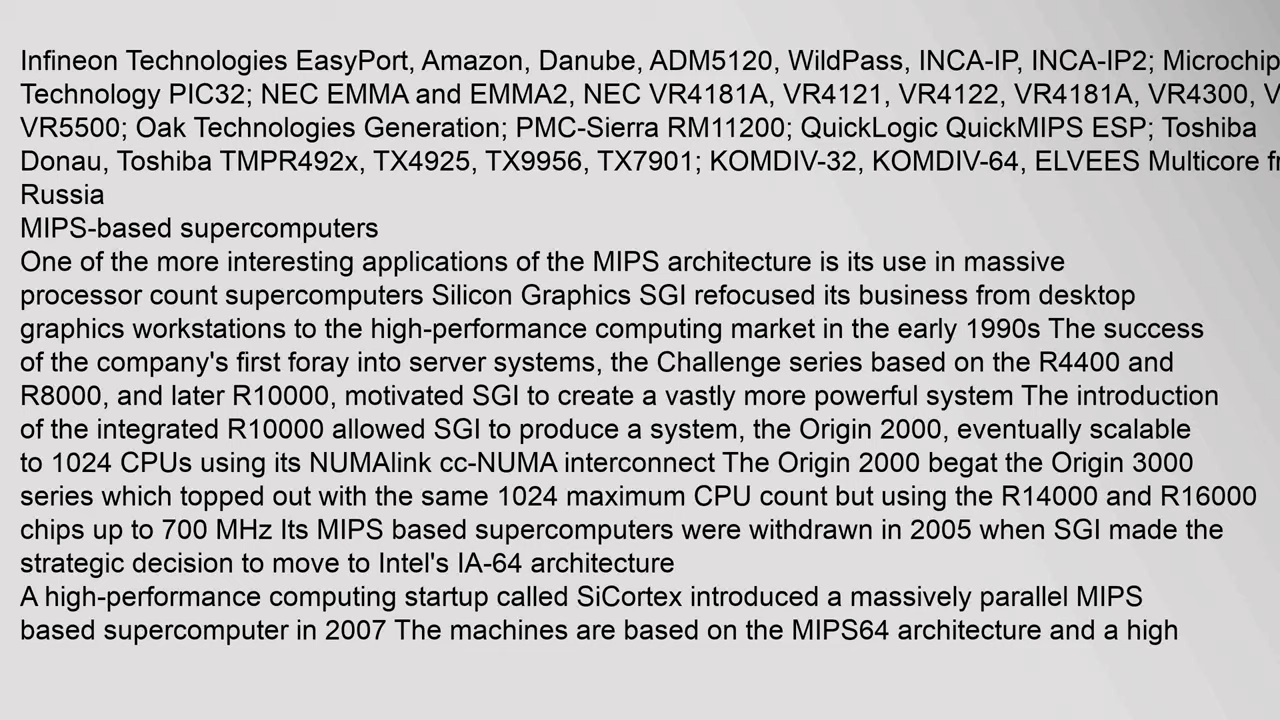 Infineon Technologies EasyPort, Amazon, Danube, ADM5120, WildPass, INCA-IP, INCA-IP2; Microchip
Technology PIC32; NEC EMMA and EMMA2, NEC VR4181A, VR4121, VR4122, VR4181A, VR4300,
VR5500; Oak Technologies Generation; PMC-Sierra RM11200; QuickLogic QuickMIPS ESP; Toshiba
Donau, Toshiba TMPR492x, TX4925, TX9956, TX7901; KOMDIV-32, KOMDIV-64, ELVEES Multicore
Russia
MIPS-based supercomputers
One of the more interesting applications of the MIPS architecture is its use in massive
processor count supercomputers Silicon Graphics SGI refocused its business from desktop
graphics workstations to the high-performance computing market in the early 1990s The success
of the company's first foray into server systems, the Challenge series based on the R4400 and
R8000, and later R10000, motivated SGI to create a vastly more powerful system The introduction
of the integrated R10000 allowed SGI to produce a system, the Origin 2000, eventually scalable
to 1024 CPUs using its NUMAlink cc-NUMA interconnect The Origin 2000 begat the Origin 3000
series which topped out with the same 1024 maximum CPU count but using the R14000 and R16000
chips up to 700 MHz Its MIPS based supercomputers were withdrawn in 2005 when SGI made the
strategic decision to move to Intel's IA-64 architecture
A high-performance computing startup called SiCortex introduced a massively parallel MIPS
based supercomputer in 2007 The machines are based on the MIPS64 architecture and a high